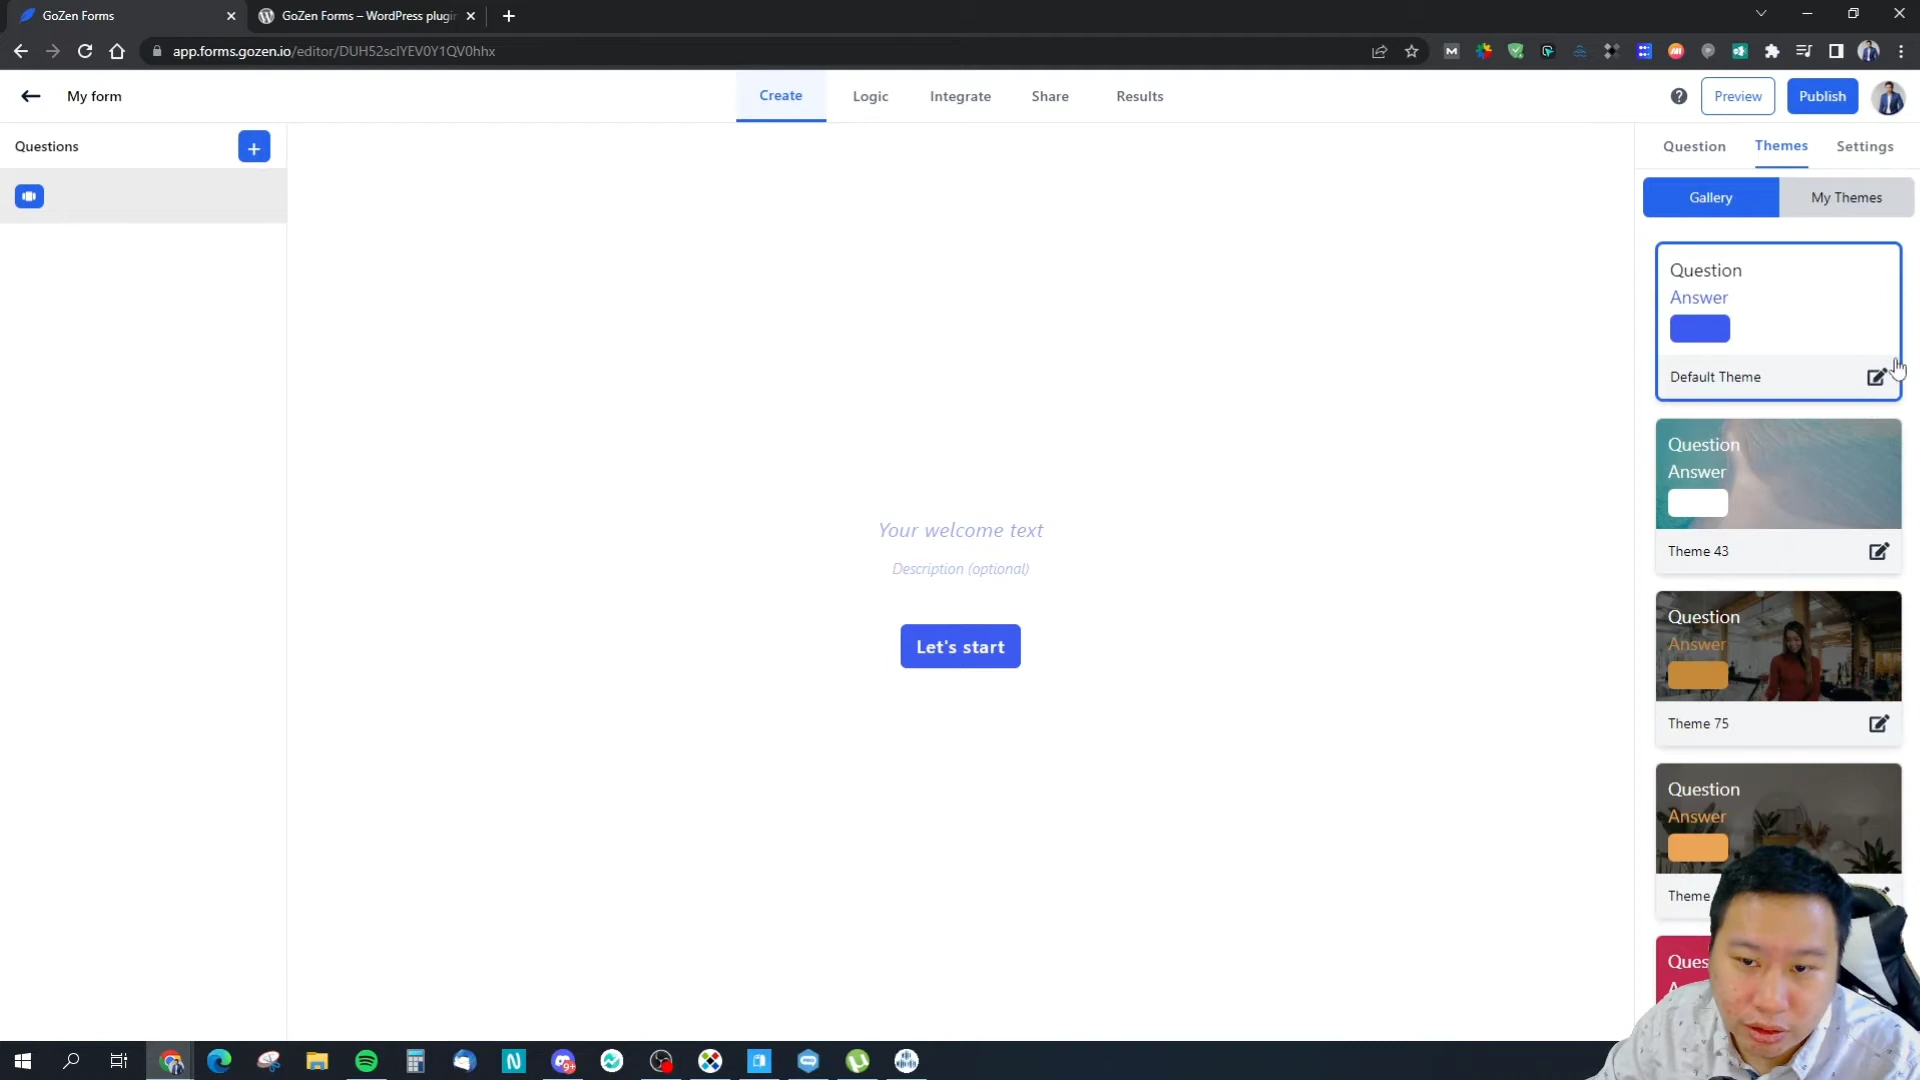 GoZen Forms
GoZen Forms – WordPress plugin
app.forms.gozen.io/editor/DUH52sclYEV0Y1QV0hhx
My form
Create
Logic
Integrate
Share
Results
Preview
Publish
Questions
Question
Themes
Settings
Gallery
My Themes
Question
Answer
Default Theme
Question
Answer
Theme 43
Question
Answer
Theme 75
Question
Answer
Theme
Your welcome text
Description (optional)
Let's start
9+